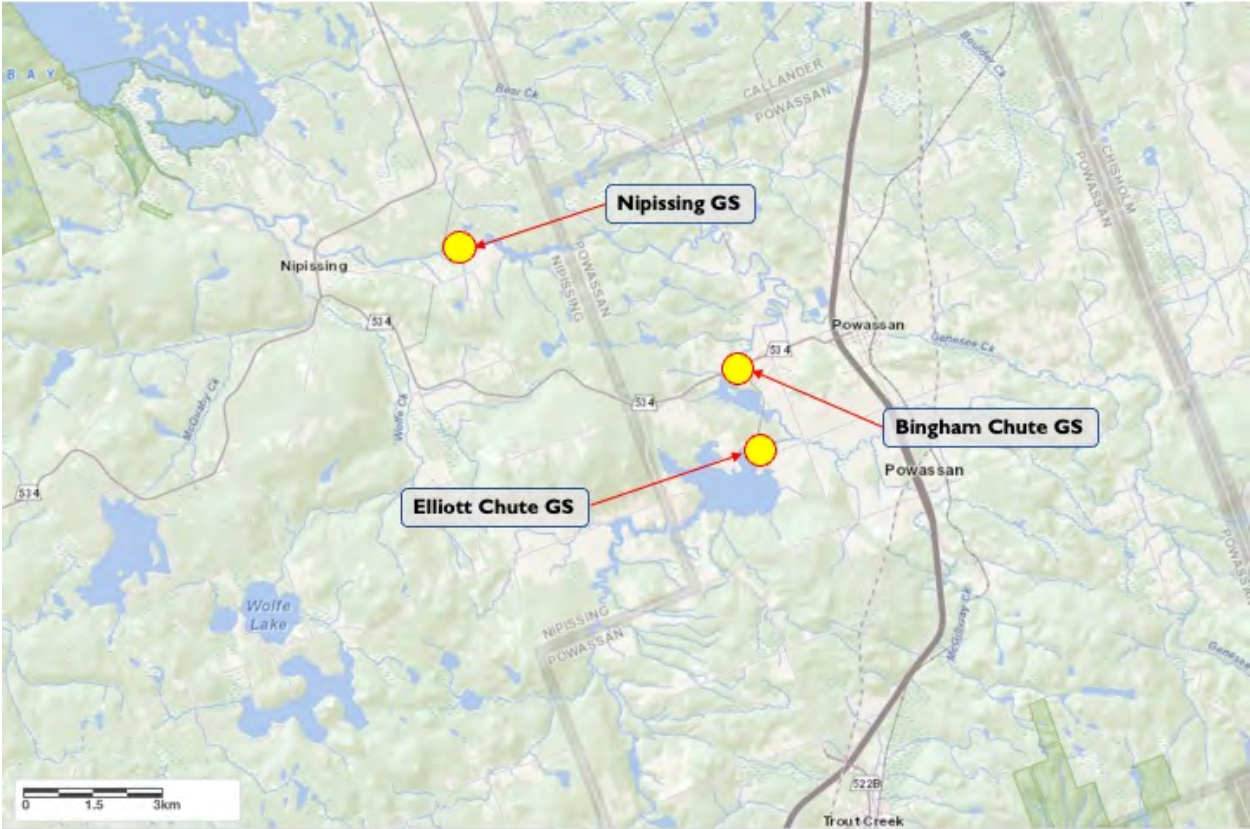 BAY
Boulder Ck
CALLANDER
POWASSAN
Bear Ck
CHISHOLM
POWASSAN
Nipissing GS
POWASSAN
NIPISSING
Nipissing
534
Powassan
534
Genesee Ck
534
McQuaby Ck
Wolfe Ck
Bingham Chute GS
Powassan
534
Elliott Chute GS
Wolfe
Lake
NIPISSING
POWASSAN
McGillvray Ck
Genesee
0 1.5 3km
522B
Trout Creek